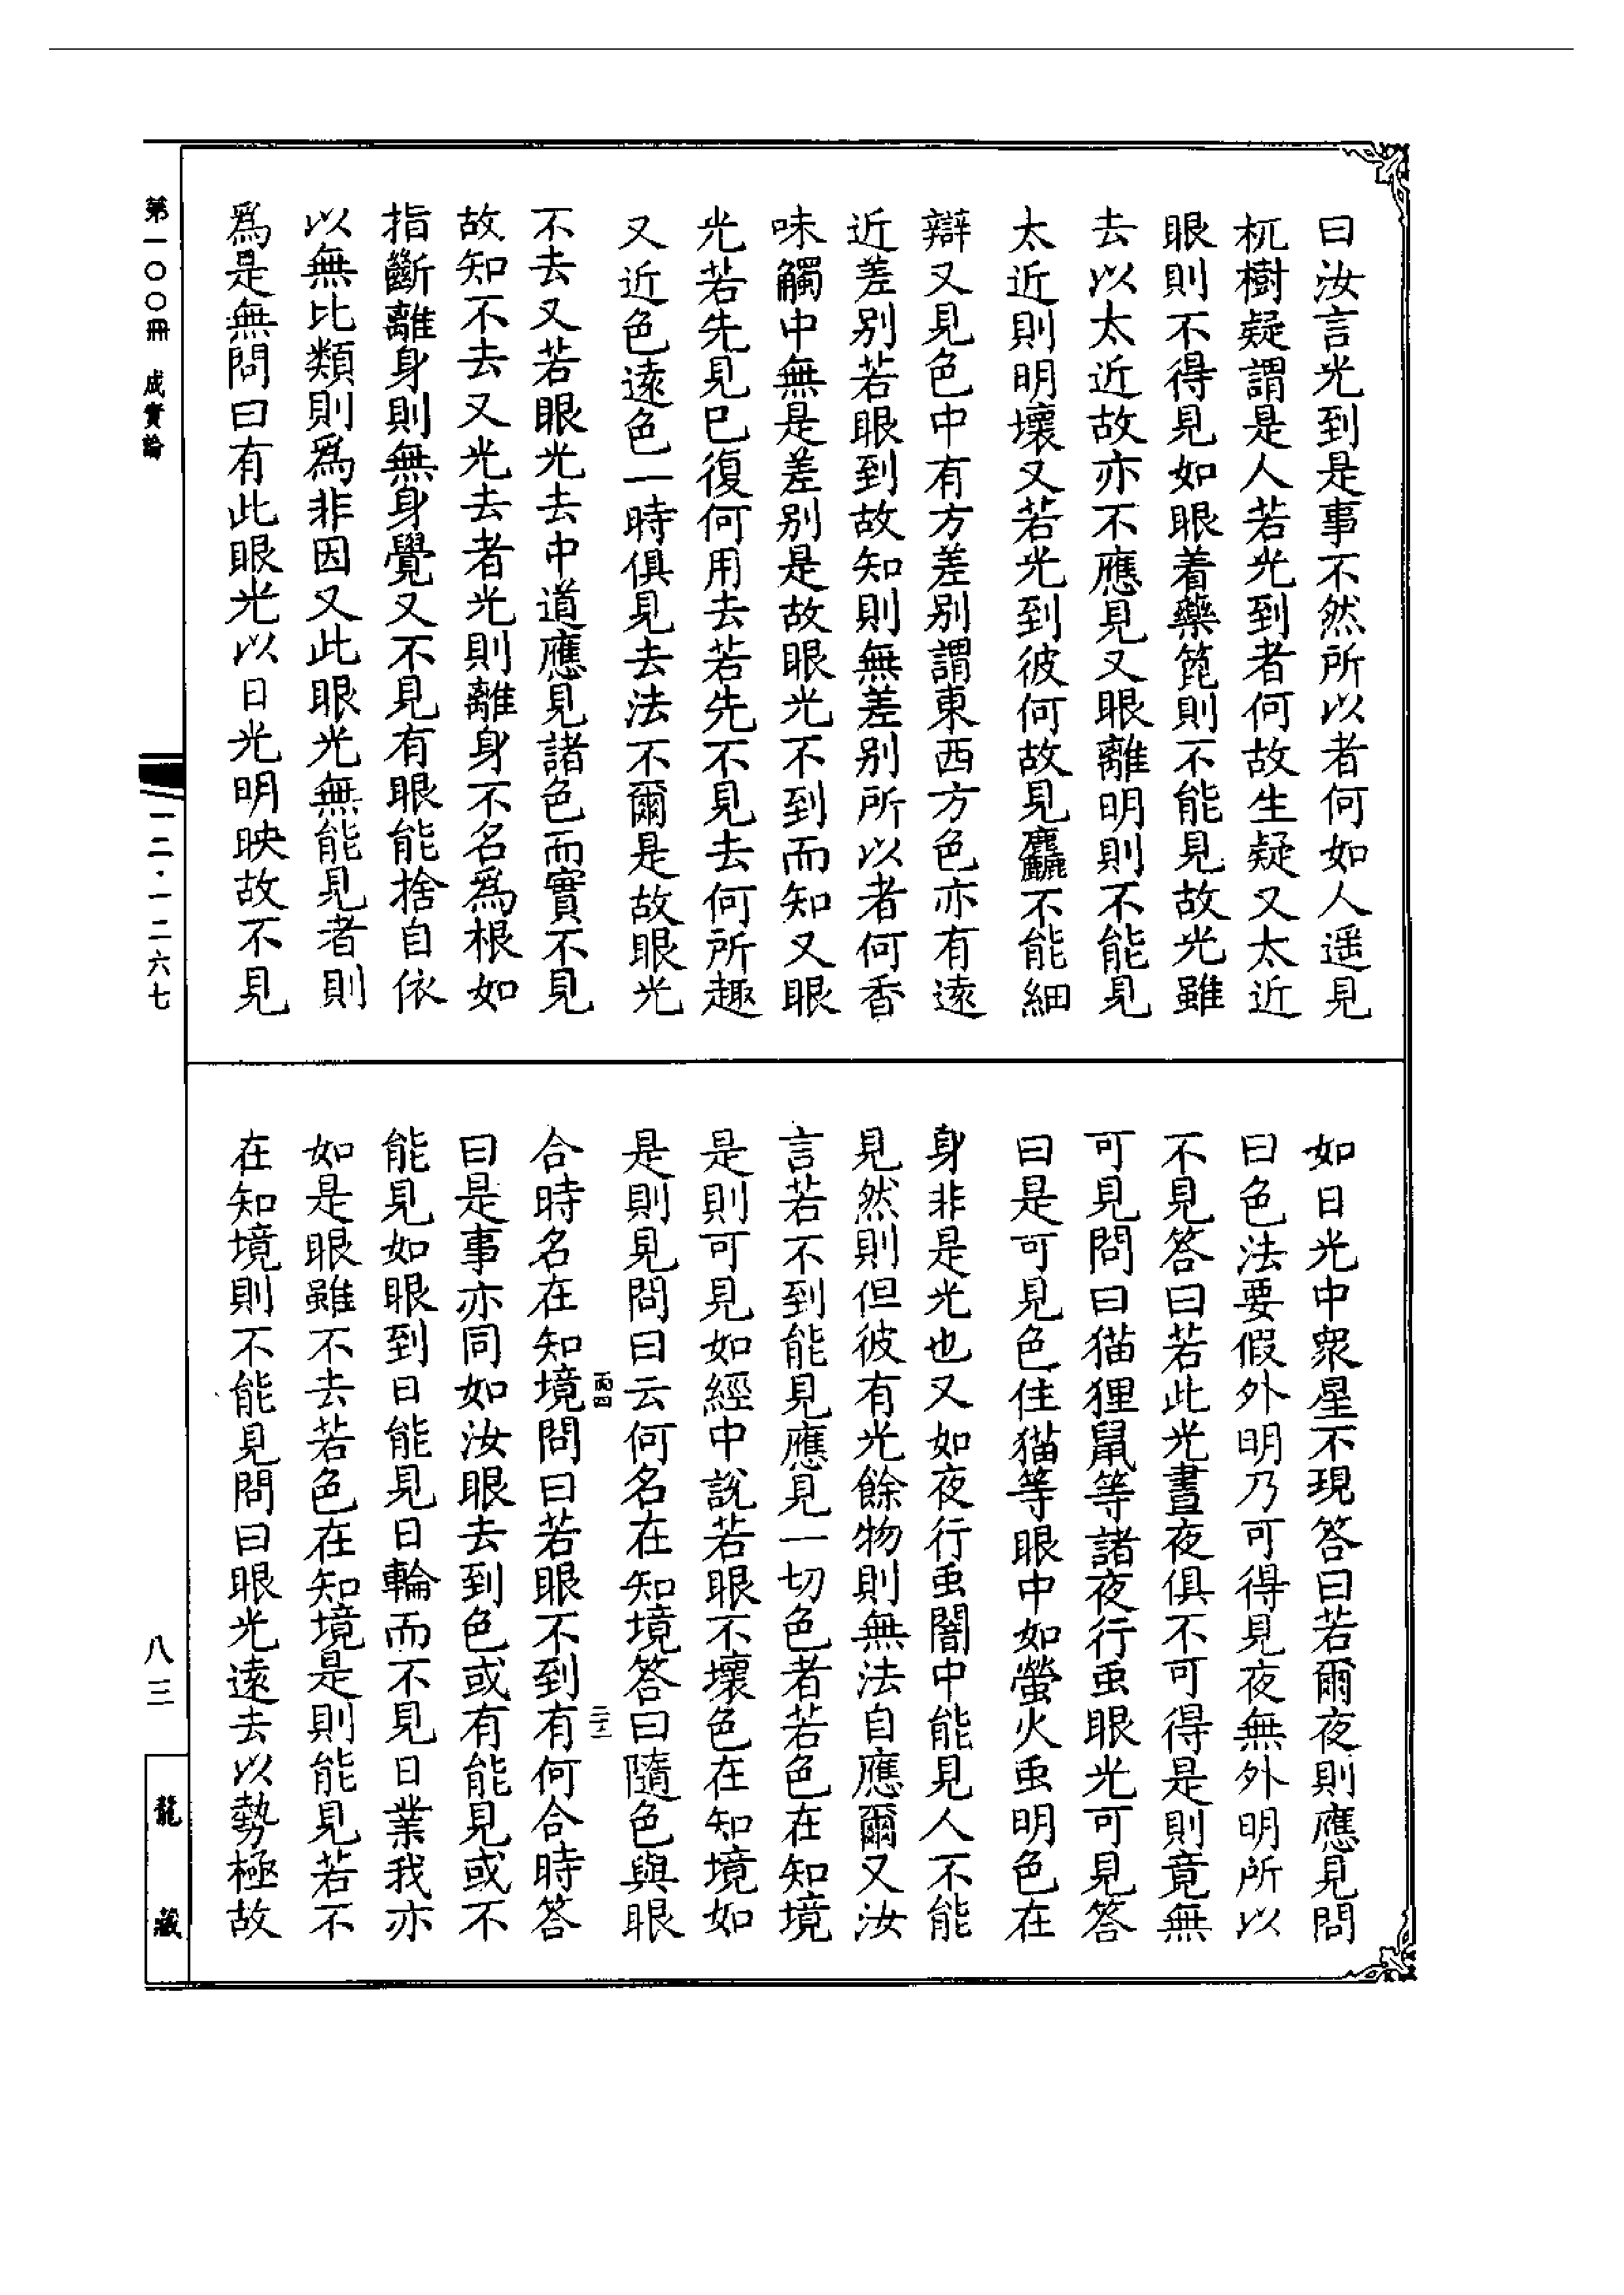 曰汝言光到是事不然所以者何如人遥見
杌樹疑謂是人若光到者何故生疑又太近
眼則不得見如眼着藥箆則不能見故光雖
去以太近故亦不應見又眼離明則不能見
太近則明壞又若光到彼何故見麤不能細
辯又見色中有方差别謂東西方色亦有遠
近差别若眼到故知則無差别所以者何香
味觸中無是差别是故眼光不到而知又眼
光若先見巳復何用去若先不見去何所趣
又近色遠色一時俱見去法不爾是故眼光
不去又若眼光去中道應見諸色而實不見
故知不去又光去者光則離身不名爲根如
指斷離身則無身覺又不見有眼能捨自依
以無比類則爲非因又此眼光無能見者則
爲是無問曰有此眼光以日光明映故不見
如日光中衆星不現答曰若爾夜則應見問
曰色法要假外明乃可得見夜無外明所以
不見答曰若此光晝夜俱不可得是則竟無
可見問曰猫狸鼠等諸夜行䖝眼光可見答
曰是可見色住猫等眼中如螢火䖝明色在
身非是光也又如夜行䖝闇中能見人不能
見然則但彼有光餘物則無法自應爾又汝
言若不到能見應見一切色者若色在知境
是則可見如經中說若眼不壞色在知境如
是則見問曰云何名在知境答曰隨色與眼
合時名在知境問曰若眼不到有何合時答
曰是事亦同如汝眼去到色或有能見或不
能見如眼到日能見日輪而不見日業我亦
如是眼雖不去若色在知境是則能見若不
在知境則不能見問曰眼光遠去以勢極故
丙四
第一〇〇冊 成實論
一二·一二六七
八三
龍藏